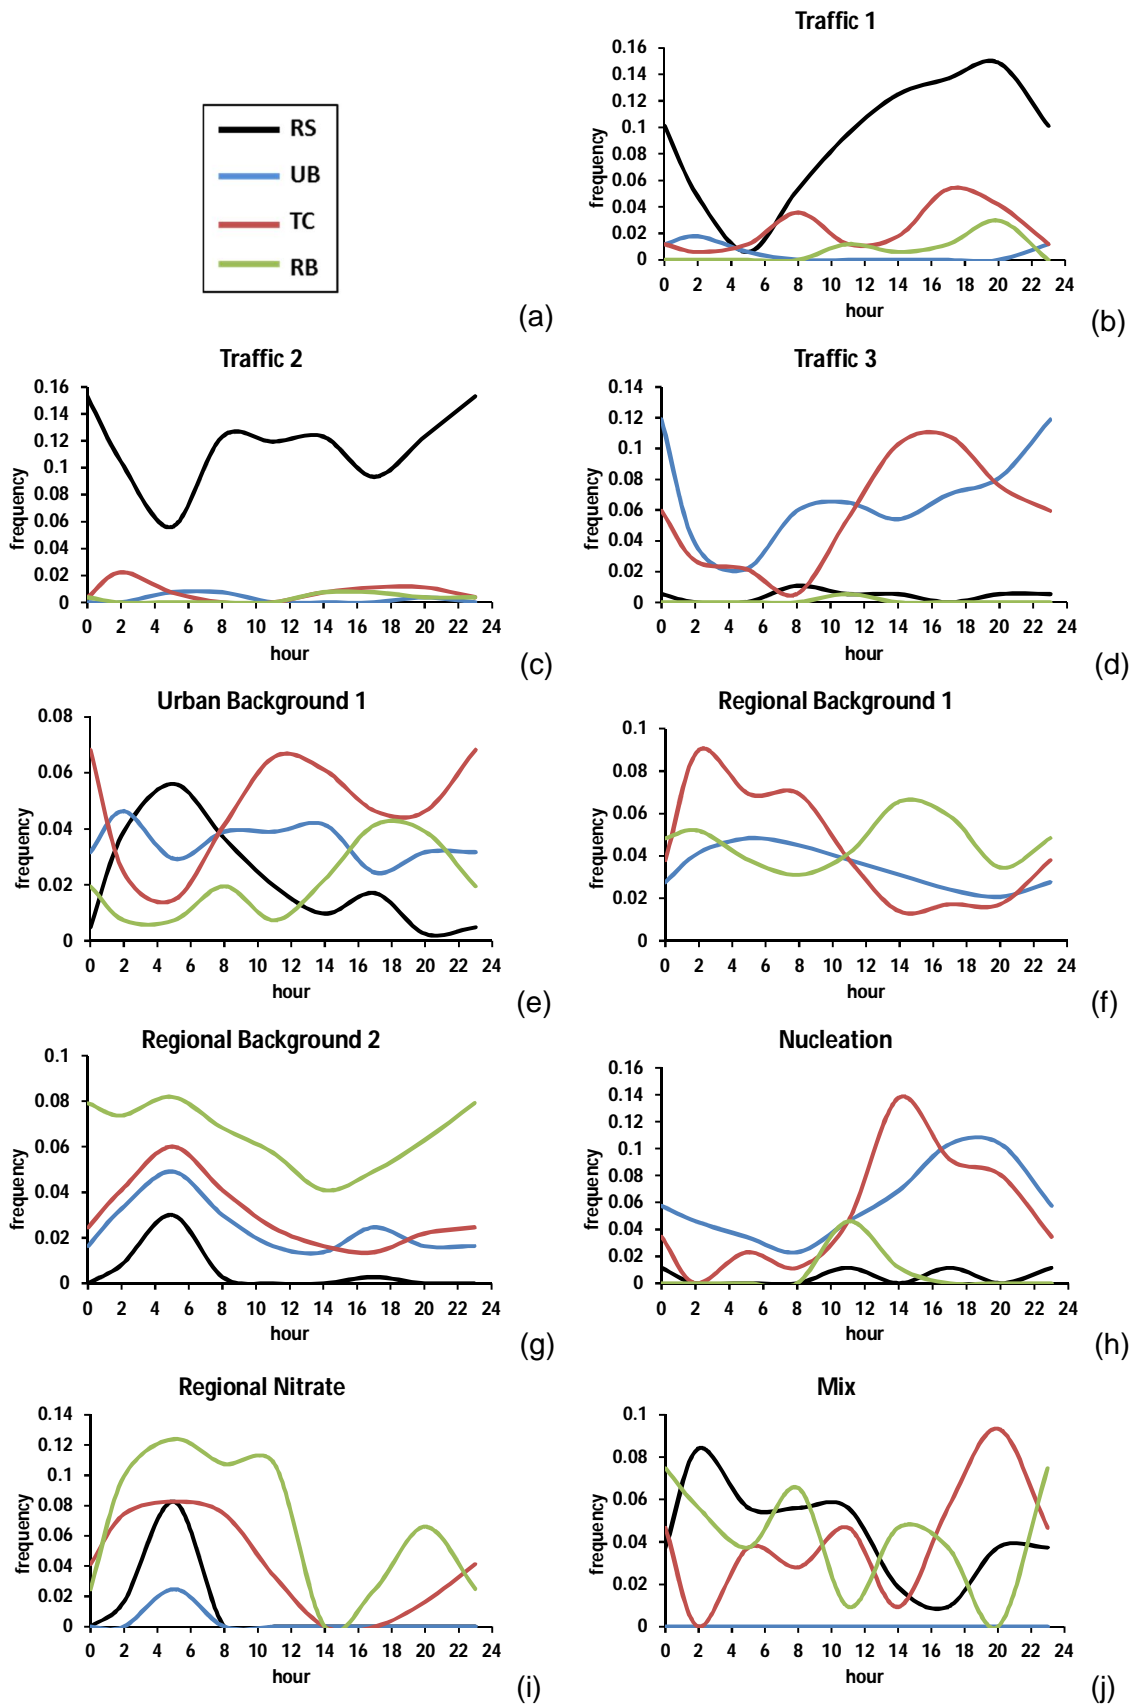 RS
UB
TC
RB
(a)
Traffic 1
frequency
0.16
0.14
0.12
0.1
0.08
0.06
0.04
0.02
0
0 2 4 6 8 10 12 14 16 18 20 22 24
hour
(b)
Traffic 2
frequency
0.16
0.14
0.12
0.1
0.08
0.06
0.04
0.02
0
0 2 4 6 8 10 12 14 16 18 20 22 24
hour
(c)
Traffic 3
frequency
0.14
0.12
0.1
0.08
0.06
0.04
0.02
0
0 2 4 6 8 10 12 14 16 18 20 22 24
hour
(d)
Urban Background 1
frequency
0.08
0.06
0.04
0.02
0
0 2 4 6 8 10 12 14 16 18 20 22 24
hour
(e)
Regional Background 1
frequency
0.1
0.08
0.06
0.04
0.02
0
0 2 4 6 8 10 12 14 16 18 20 22 24
hour
(f)
Regional Background 2
frequency
0.1
0.08
0.06
0.04
0.02
0
0 2 4 6 8 10 12 14 16 18 20 22 24
hour
(g)
Nucleation
frequency
0.16
0.14
0.12
0.1
0.08
0.06
0.04
0.02
0
0 2 4 6 8 10 12 14 16 18 20 22 24
hour
(h)
Regional Nitrate
frequency
0.14
0.12
0.1
0.08
0.06
0.04
0.02
0
0 2 4 6 8 10 12 14 16 18 20 22 24
hour
(i)
Mix
frequency
0.1
0.08
0.06
0.04
0.02
0
0 2 4 6 8 10 12 14 16 18 20 22 24
hour
(j)